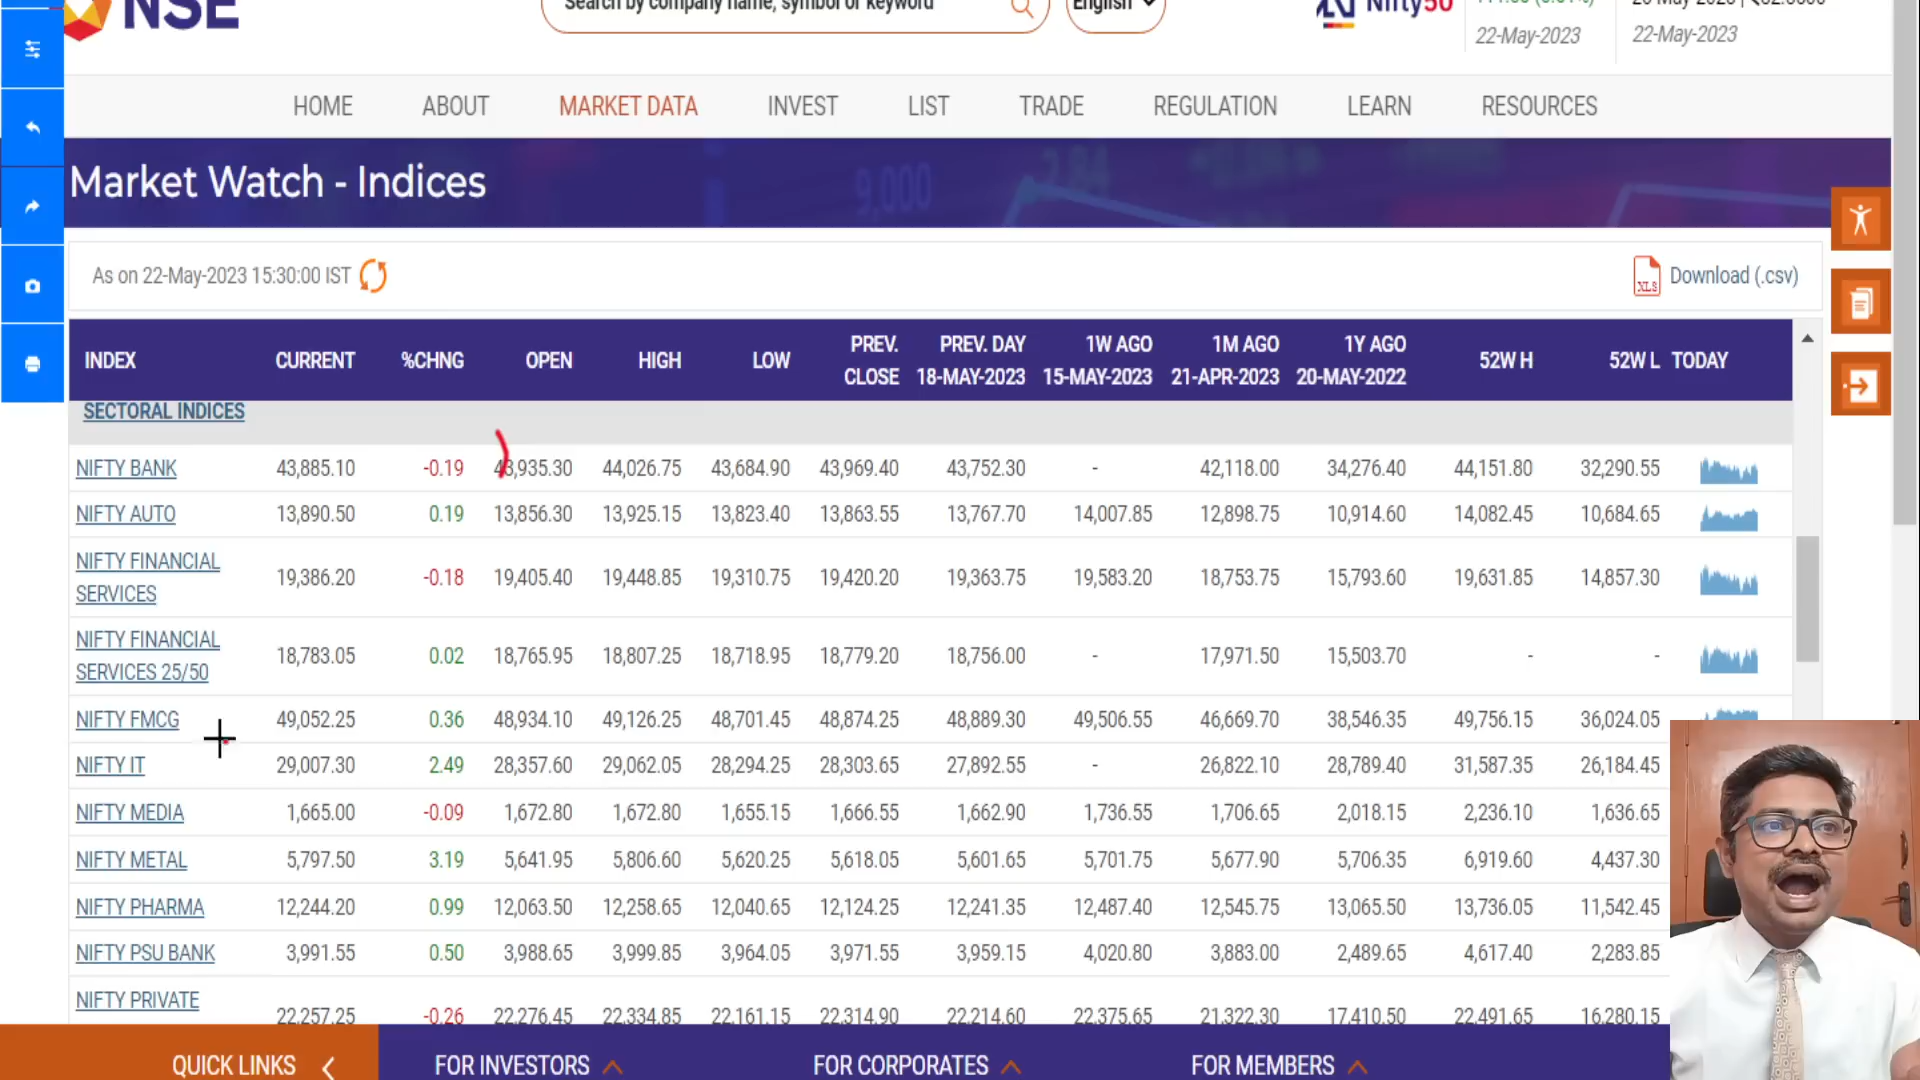 NSE
Search by company name, symbol or keyword
English
Nifty50
22-May-2023
22-May-2023
HOME ABOUT MARKET DATA INVEST LIST TRADE REGULATION LEARN RESOURCES
Market Watch - Indices
As on 22-May-2023 15:30:00 IST
XLS Download (.csv)
INDEX CURRENT %CHNG OPEN HIGH LOW PREV. CLOSE PREV. DAY 18-MAY-2023 1W AGO 15-MAY-2023 1M AGO 21-APR-2023 1Y AGO 20-MAY-2022 52W H 52W L TODAY
SECTORAL INDICES
NIFTY BANK 43,885.10 -0.19 43,935.30 44,026.75 43,684.90 43,969.40 43,752.30 - 42,118.00 34,276.40 44,151.80 32,290.55
NIFTY AUTO 13,890.50 0.19 13,856.30 13,925.15 13,823.40 13,863.55 13,767.70 14,007.85 12,898.75 10,914.60 14,082.45 10,684.65
NIFTY FINANCIAL SERVICES 19,386.20 -0.18 19,405.40 19,448.85 19,310.75 19,420.20 19,363.75 19,583.20 18,753.75 15,793.60 19,631.85 14,857.30
NIFTY FINANCIAL SERVICES 25/50 18,783.05 0.02 18,765.95 18,807.25 18,718.95 18,779.20 18,756.00 - 17,971.50 15,503.70 - -
NIFTY FMCG 49,052.25 0.36 48,934.10 49,126.25 48,701.45 48,874.25 48,889.30 49,506.55 46,669.70 38,546.35 49,756.15 36,024.05
NIFTY IT 29,007.30 2.49 28,357.60 29,062.05 28,294.25 28,303.65 27,892.55 - 26,822.10 28,789.40 31,587.35 26,184.45
NIFTY MEDIA 1,665.00 -0.09 1,672.80 1,672.80 1,655.15 1,666.55 1,662.90 1,736.55 1,706.65 2,018.15 2,236.10 1,636.65
NIFTY METAL 5,797.50 3.19 5,641.95 5,806.60 5,620.25 5,618.05 5,601.65 5,701.75 5,677.90 5,706.35 6,919.60 4,437.30
NIFTY PHARMA 12,244.20 0.99 12,063.50 12,258.65 12,040.65 12,124.25 12,241.35 12,487.40 12,545.75 13,065.50 13,736.05 11,542.45
NIFTY PSU BANK 3,991.55 0.50 3,988.65 3,999.85 3,964.05 3,971.55 3,959.15 4,020.80 3,883.00 2,489.65 4,617.40 2,283.85
NIFTY PRIVATE 22,257.25 -0.26 22,276.45 22,334.85 22,161.15 22,314.90 22,214.60 22,375.65 21,322.30 17,410.50 22,491.65 16,280.15
QUICK LINKS FOR INVESTORS FOR CORPORATES FOR MEMBERS